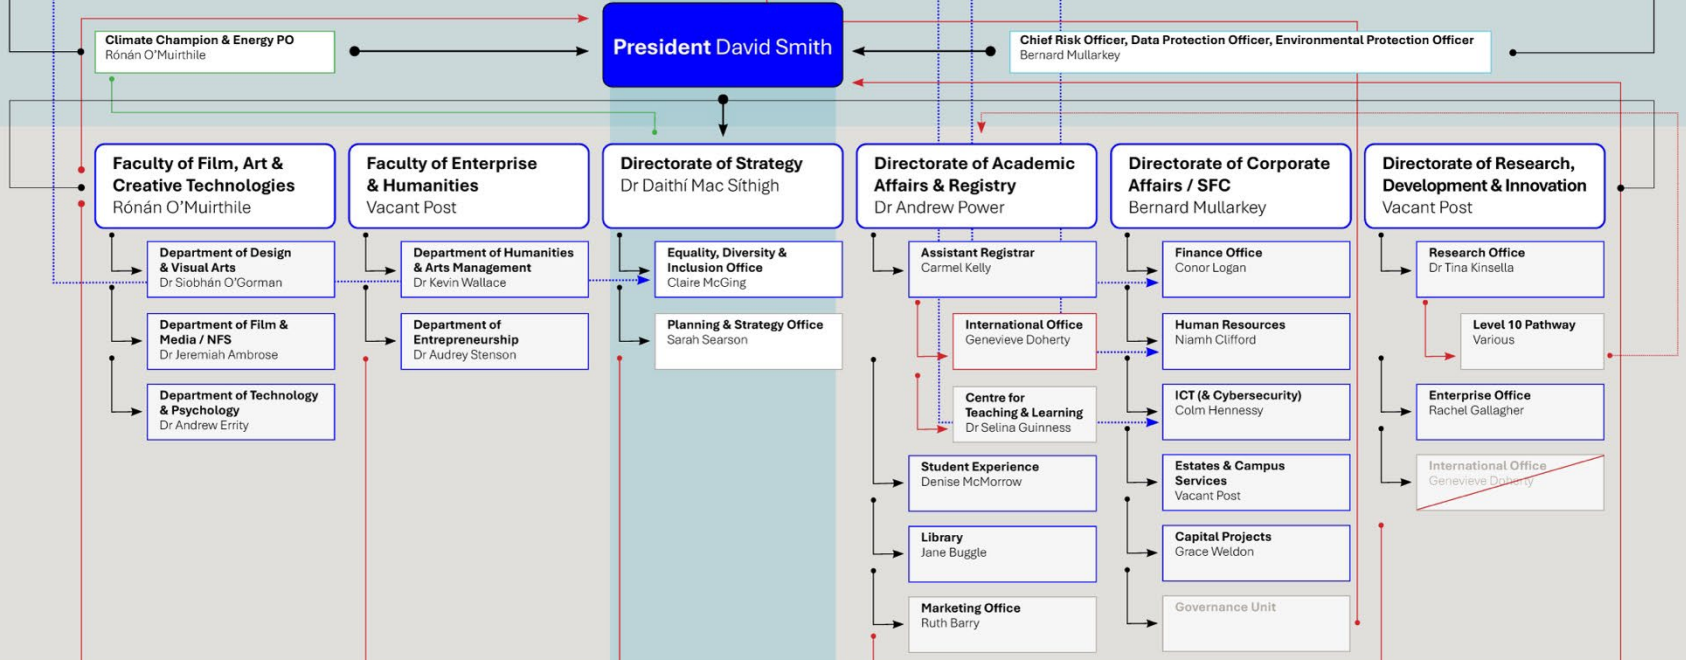 Climate Champion & Energy PO
Rónán O'Muirthile
President David Smith
Chief Risk Officer, Data Protection Officer, Environmental Protection Officer
Bernard Mullarkey
Faculty of Film, Art &
Creative Technologies
Rónán O'Muirthile
Department of Design
& Visual Arts
Dr Siobhán O'Gorman
Department of Film &
Media / NFS
Dr Jeremiah Ambrose
Department of Technology
& Psychology
Dr Andrew Errity
Faculty of Enterprise
& Humanities
Vacant Post
Department of Humanities
& Arts Management
Dr Kevin Wallace
Department of
Entrepreneurship
Dr Audrey Stenson
Directorate of Strategy
Dr Daithí Mac Síthigh
Equality, Diversity &
Inclusion Office
Claire McGing
Planning & Strategy Office
Sarah Searson
Directorate of Academic
Affairs & Registry
Dr Andrew Power
Assistant Registrar
Carmel Kelly
International Office
Genevieve Doherty
Centre for
Teaching & Learning
Dr Selina Guinness
Student Experience
Denise McMorrow
Library
Jane Buggle
Marketing Office
Ruth Barry
Directorate of Corporate
Affairs / SFC
Bernard Mullarkey
Finance Office
Conor Logan
Human Resources
Niamh Clifford
ICT (& Cybersecurity)
Colm Hennessy
Estates & Campus
Services
Vacant Post
Capital Projects
Grace Weldon
Governance Unit
Directorate of Research,
Development & Innovation
Vacant Post
Research Office
Dr Tina Kinsella
Level 10 Pathway
Various
Enterprise Office
Rachel Gallagher
International Office
Genevieve Doherty